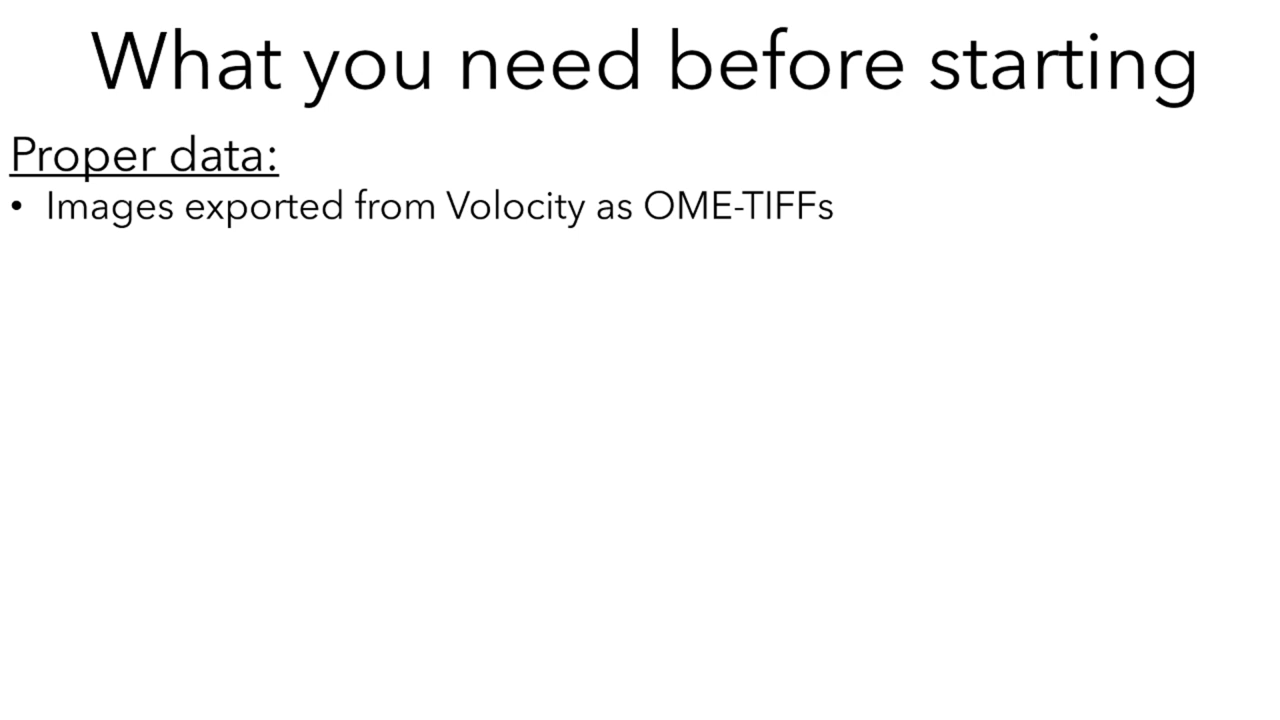 What you need before starting
Proper data:
• Images exported from Volocity as OME-TIFFs